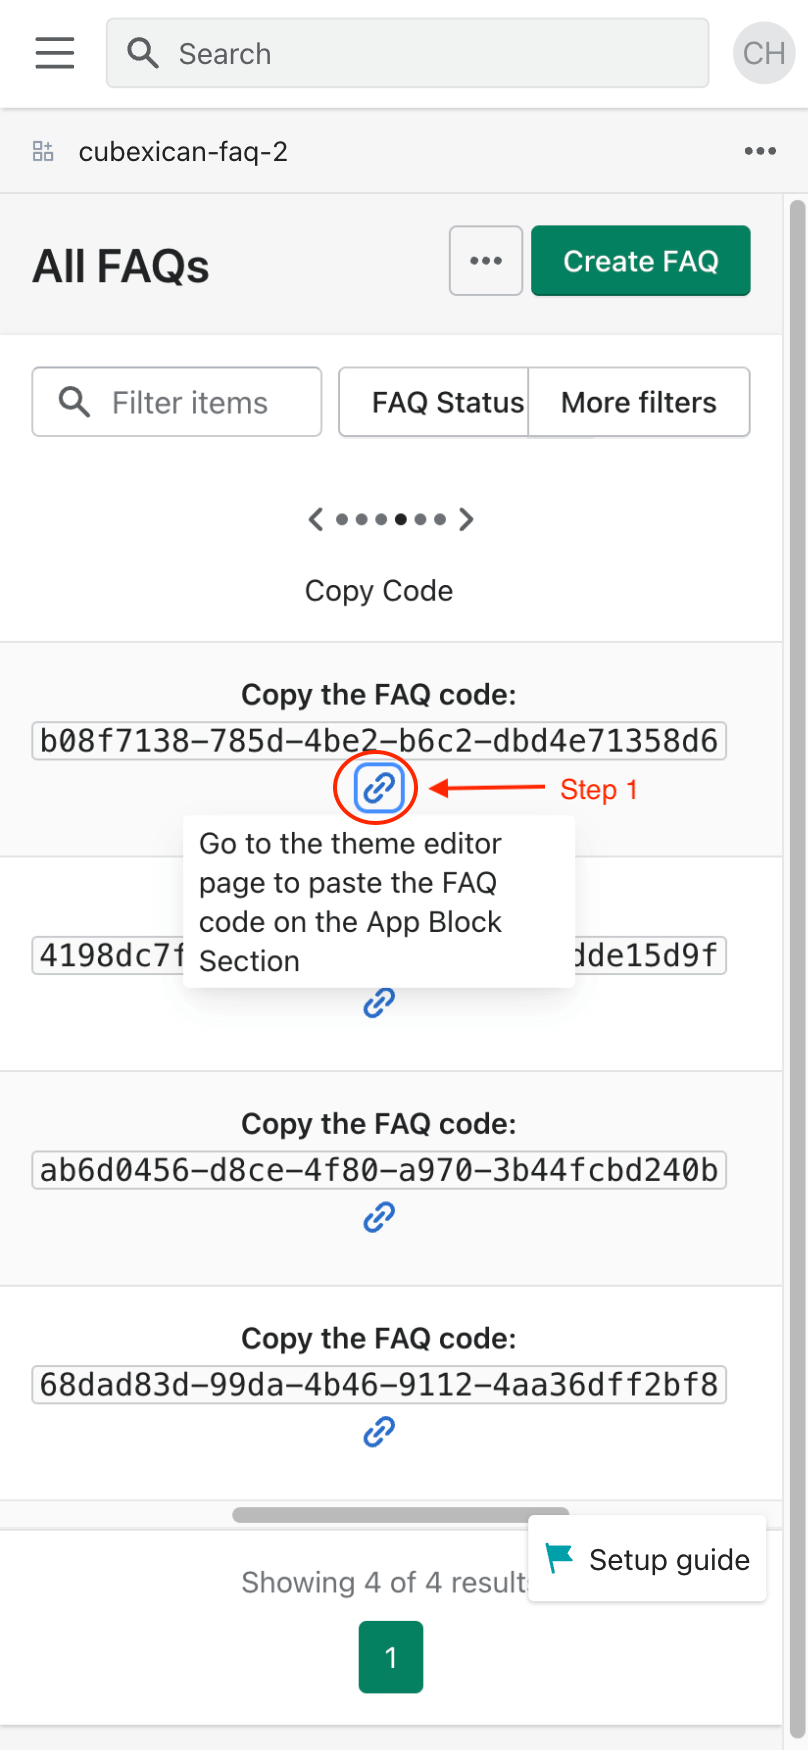 Search
CH
cubexican-faq-2
All FAQs
Create FAQ
Filter items
FAQ Status
More filters
Copy Code
Copy the FAQ code:
b08f7138-785d-4be2-b6c2-dbd4e71358d6
Step 1
Go to the theme editor
page to paste the FAQ
code on the App Block
Section
4198dc7f
dde15d9f
Copy the FAQ code:
ab6d0456-d8ce-4f80-a970-3b44fcbd240b
Copy the FAQ code:
68dad83d-99da-4b46-9112-4aa36dff2bf8
Showing 4 of 4 results
Setup guide
1